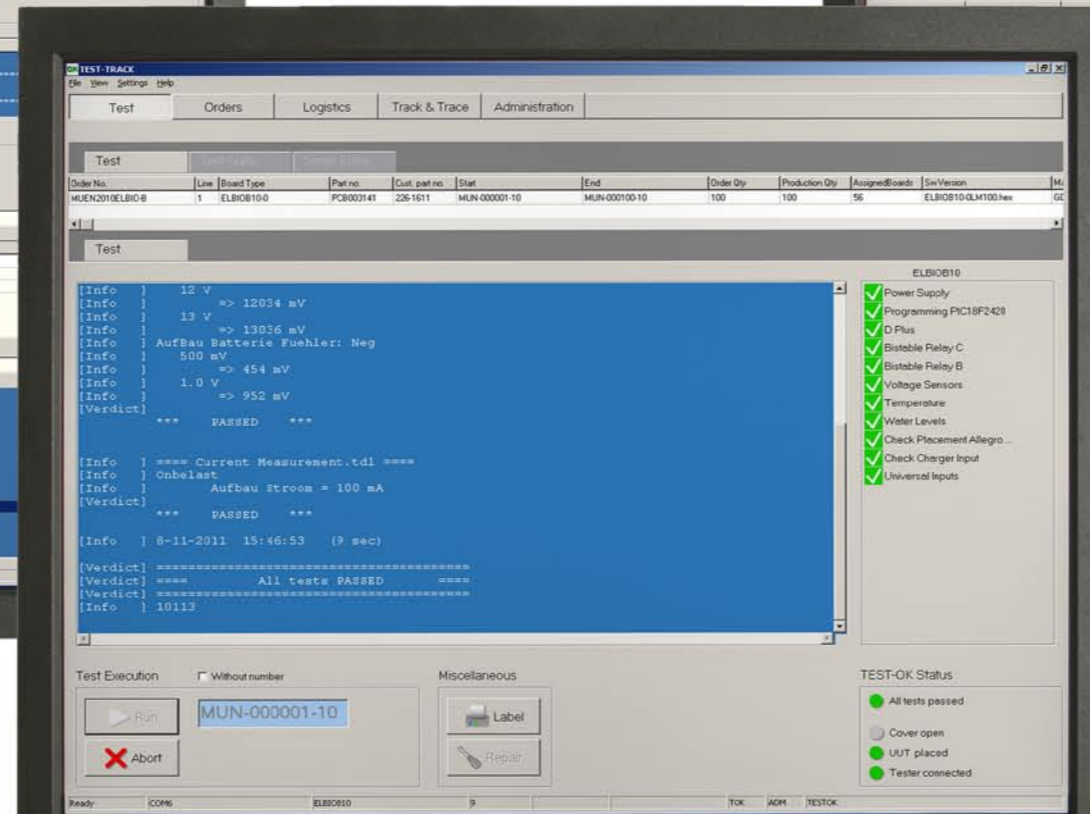 TEST-TRACK
File View Settings Help
Test Orders Logistics Track & Trace Administration
Test
Order No. Line Board Type Part no. Cust. part no. Start End Order Qty Production Qty AssignedBoards SwVersion
MUEN2010ELBIO-B 1 ELBIOB10-0 PCB003141 226-1611 MUN-000001-10 MUN-000100-10 100 100 56 ELBIOB10-0LM100.hex
Test
ELBIOB10
[Info ] 12 V
[Info ] => 12034 mV
[Info ] 13 V
[Info ] => 13036 mV
[Info ] AufBau Batterie Fuehler: Neg
[Info ] 500 mV
[Info ] => 454 mV
[Info ] 1.0 V
[Info ] => 952 mV
[Verdict]
*** PASSED ***
[Info ] ==== Current Measurement.tdl ====
[Info ] Onbelast
[Info ] Aufbau Stroom = 100 mA
[Verdict]
*** PASSED ***
[Info ] 8-11-2011 15:46:53 (9 sec)
[Verdict] =======================================
[Verdict] ==== All tests PASSED ====
[Verdict] =======================================
[Info ] 10113
Power Supply
Programming PIC18F2420
D Plus
Bistable Relay C
Bistable Relay B
Voltage Sensors
Temperature
Water Levels
Check Placement Allegro...
Check Charger Input
Universal Inputs
Test Execution
Without number
Run
MUN-000001-10
Abort
Miscellaneous
Label
Repair
TEST-OK Status
All tests passed
Cover open
UUT placed
Tester connected
Ready COM6 ELBIOB10 9 TOK ADM TESTOK